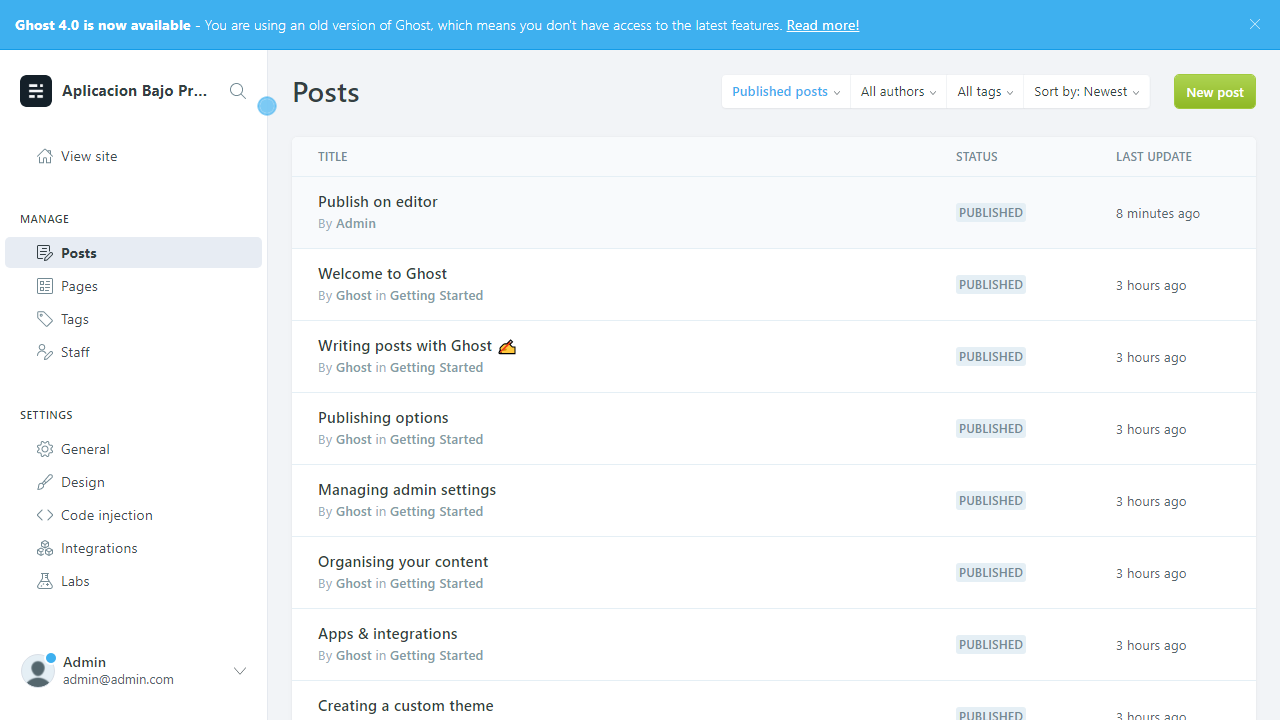 Ghost 4.0 is now available - You are using an old version of Ghost, which means you don't have access to the latest features. Read more!
Aplicacion Bajo Pr...
View site
MANAGE
Posts
Pages
Tags
Staff
SETTINGS
General
Design
Code injection
Integrations
Labs
Admin
admin@admin.com
Posts
Published posts
All authors
All tags
Sort by: Newest
New post
TITLE STATUS LAST UPDATE
Publish on editor
By Admin
PUBLISHED
8 minutes ago
Welcome to Ghost
By Ghost in Getting Started
PUBLISHED
3 hours ago
Writing posts with Ghost ✍
By Ghost in Getting Started
PUBLISHED
3 hours ago
Publishing options
By Ghost in Getting Started
PUBLISHED
3 hours ago
Managing admin settings
By Ghost in Getting Started
PUBLISHED
3 hours ago
Organising your content
By Ghost in Getting Started
PUBLISHED
3 hours ago
Apps & integrations
By Ghost in Getting Started
PUBLISHED
3 hours ago
Creating a custom theme
PUBLISHED
3 hours ago